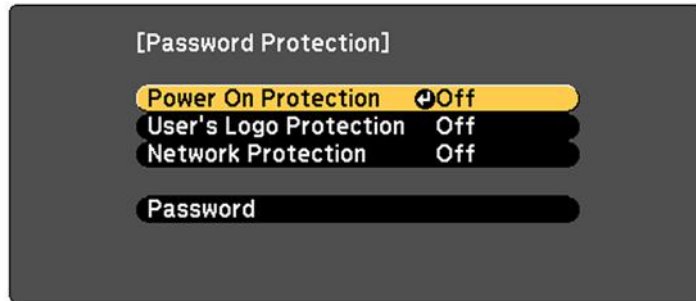 [Password Protection]
Power On Protection Off
User's Logo Protection Off
Network Protection Off
Password